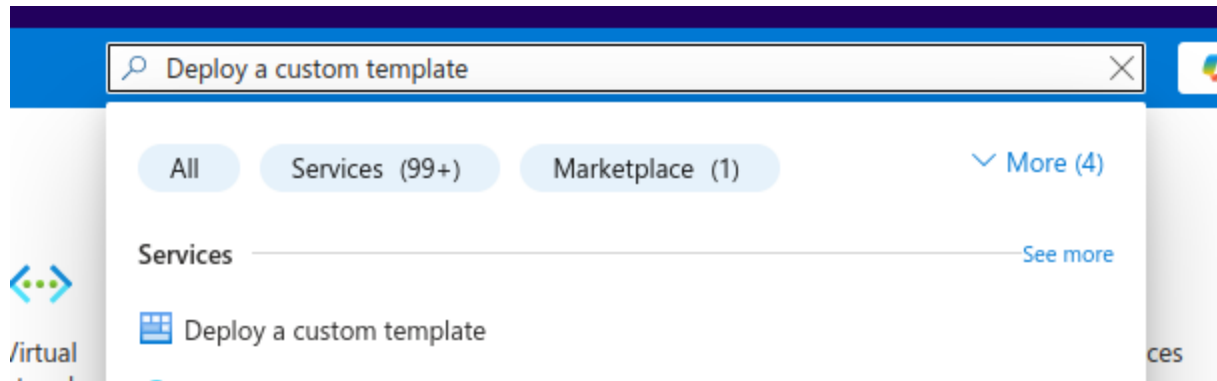 Deploy a custom template
All
Services (99+)
Marketplace (1)
More (4)
Services
See more
Deploy a custom template